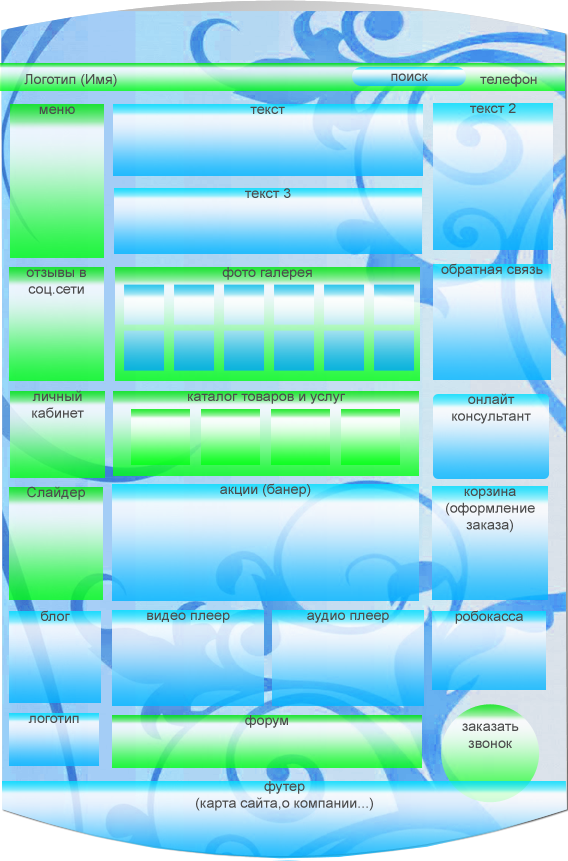 Логотип (Имя)
поиск
телефон
меню
текст
текст 2
текст 3
отзывы в
соц.сети
фото галерея
обратная связь
личный
кабинет
каталог товаров и услуг
онлайт
консультант
Слайдер
акции (банер)
корзина
(оформление
заказа)
блог
видео плеер
аудио плеер
робокасса
логотип
форум
заказать
звонок
футер
(карта сайта,о компании...)